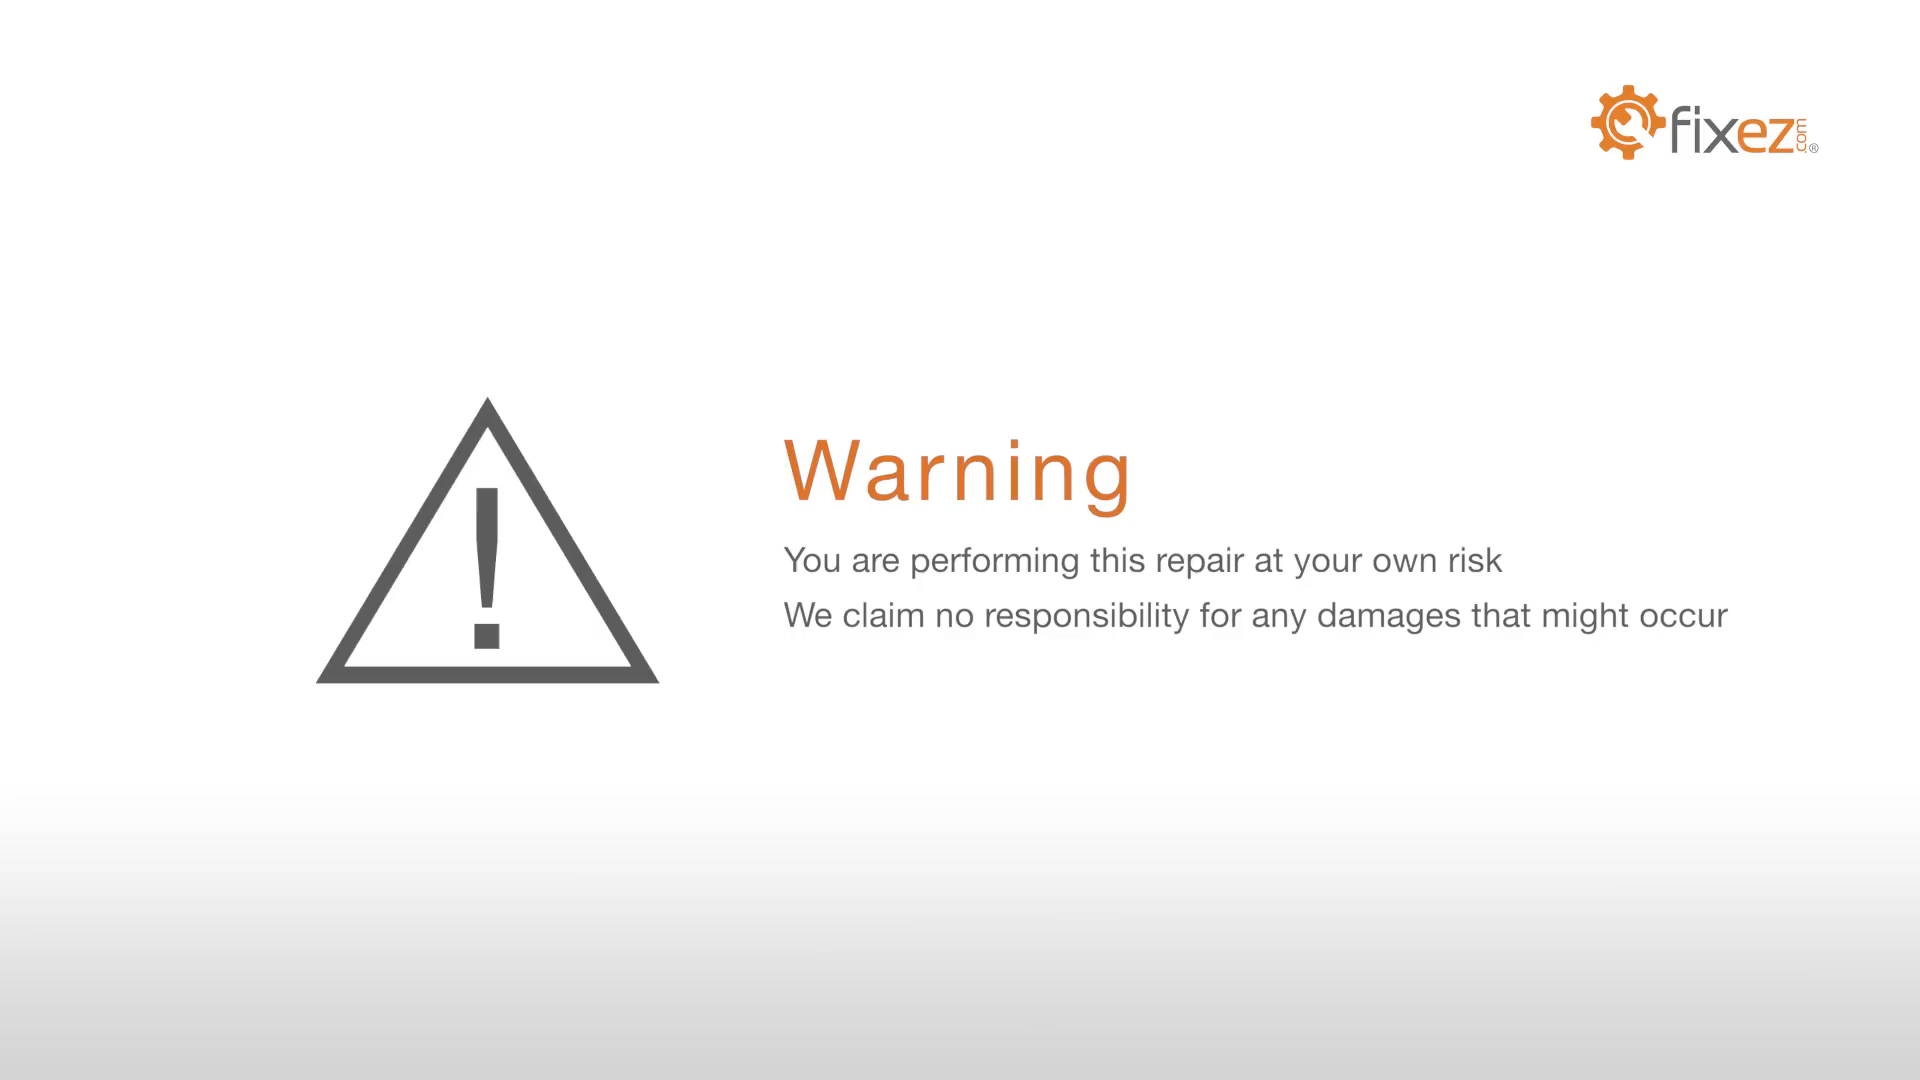 fixez.com®
Warning
You are performing this repair at your own risk
We claim no responsibility for any damages that might occur